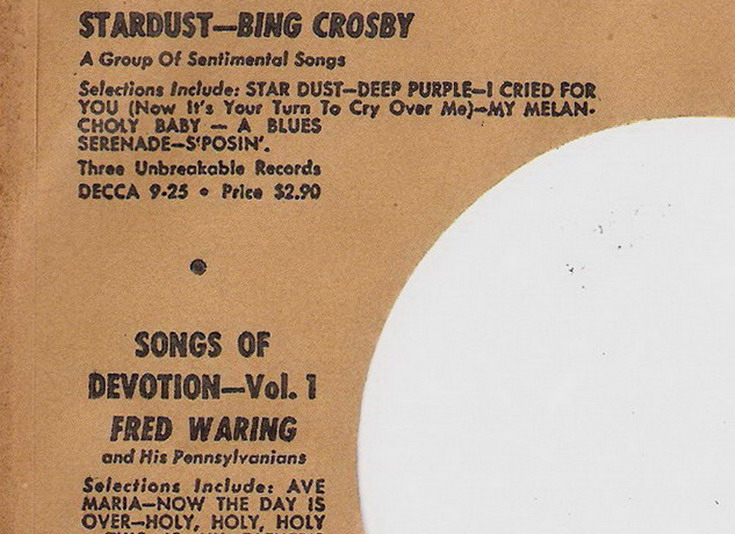 STARDUST—BING CROSBY
A Group Of Sentimental Songs
Selections Include: STAR DUST—DEEP PURPLE—I CRIED FOR
YOU (Now It's Your Turn To Cry Over Me)—MY MELAN-
CHOLY BABY — A BLUES
SERENADE—S'POSIN'.
Three Unbreakable Records
DECCA 9-25 • Price $2.90
SONGS OF
DEVOTION—Vol. 1
FRED WARING
and His Pennsylvanians
Selections Include: AVE
MARIA—NOW THE DAY IS
OVER—HOLY, HOLY, HOLY